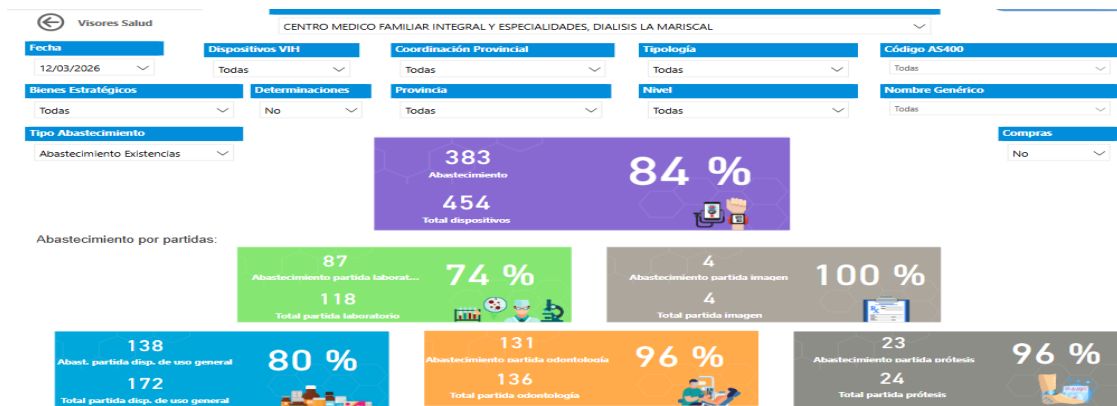 Visores Salud
CENTRO MEDICO FAMILIAR INTEGRAL Y ESPECIALIDADES, DIALISIS LA MARISCAL
Fecha
Dispositivos VIH
Coordinación Provincial
Tipología
Código AS400
12/03/2026
Todas
Todas
Todas
Todas
Bienes Estratégicos
Determinaciones
Provincia
Nivel
Nombre Genérico
Todas
No
Todas
Todas
Todas
Tipo Abastecimiento
Compras
Abastecimiento Existencias
No
383
Abastecimiento
84 %
454
Total dispositivos
Abastecimiento por partidas:
87
Abastecimiento partida laborat...
74 %
118
Total partida laboratorio
4
Abastecimiento partida imagen
100 %
4
Total partida imagen
138
Abast. partida disp. de uso general
80 %
172
Total partida disp. de uso general
131
Abastecimiento partida odontología
96 %
136
Total partida odontología
23
Abastecimiento partida prótesis
96 %
24
Total partida prótesis